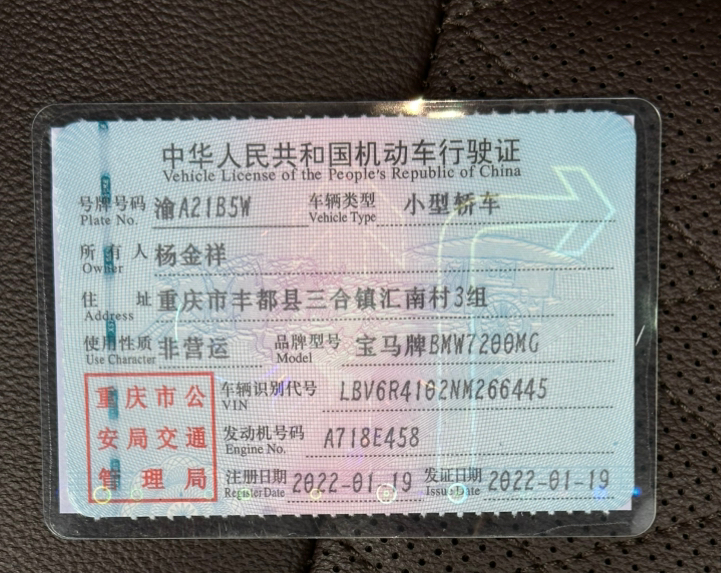 中华人民共和国机动车行驶证
Vehicle License of the People's Republic of China
号牌号码 渝A21B5W 车辆类型 小型轿车
Plate No. Vehicle Type
所有人 杨金祥
Owner
住址 重庆市丰都县三合镇汇南村3组
Address
使用性质 非营运 品牌型号 宝马牌BMW7200MG
Use Character Model
重庆市公 车辆识别代号 LBV6R4102NM266445
VIN
安局交通 发动机号码 A718E458
Engine No.
管理局 注册日期 2022-01-19 发证日期 2022-01-19
Register Date Issue Date